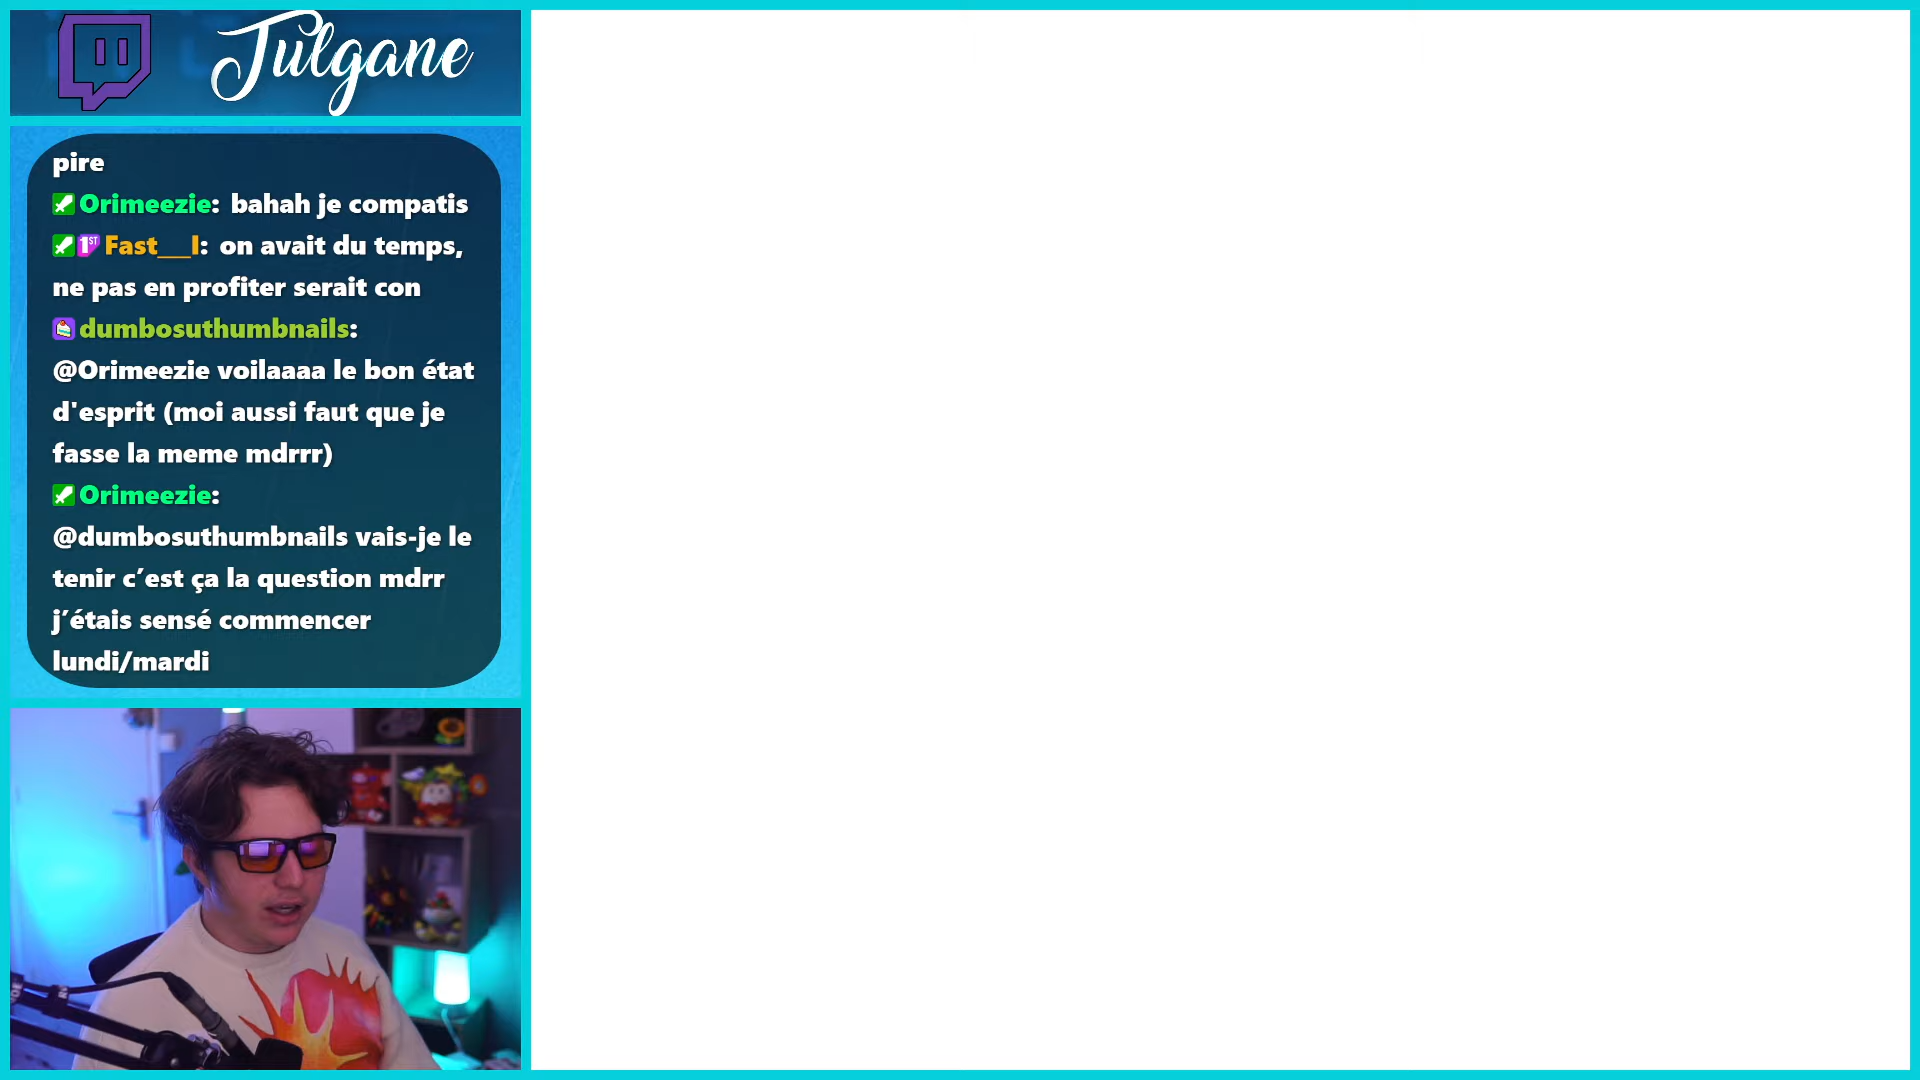 Julgane
pire
Orimeezie: bahah je compatis
1ST Fast___I: on avait du temps,
ne pas en profiter serait con
dumbosuthumbnails:
@Orimeezie voilaaaa le bon état
d'esprit (moi aussi faut que je
fasse la meme mdrrr)
Orimeezie:
@dumbosuthumbnails vais-je le
tenir c’est ça la question mdrr
j’étais sensé commencer
lundi/mardi